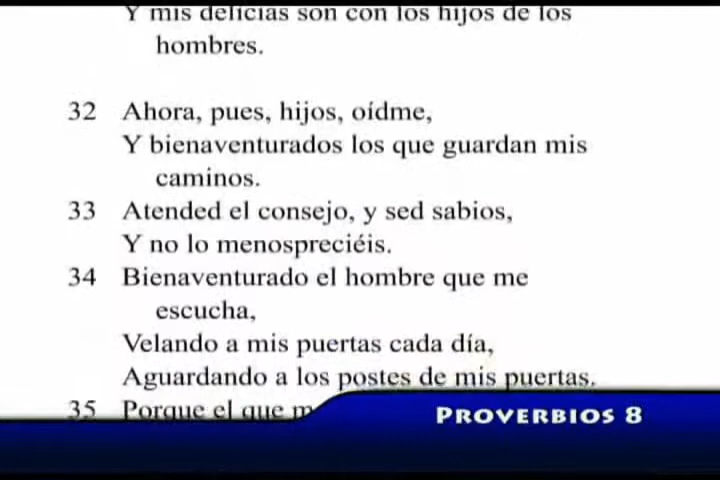 Y mis delicias son con los hijos de los
hombres.
32 Ahora, pues, hijos, oídme,
Y bienaventurados los que guardan mis
caminos.
33 Atended el consejo, y sed sabios,
Y no lo menospreciéis.
34 Bienaventurado el hombre que me
escucha,
Velando a mis puertas cada día,
Aguardando a los postes de mis puertas.
35 Porque el que
PROVERBIOS 8